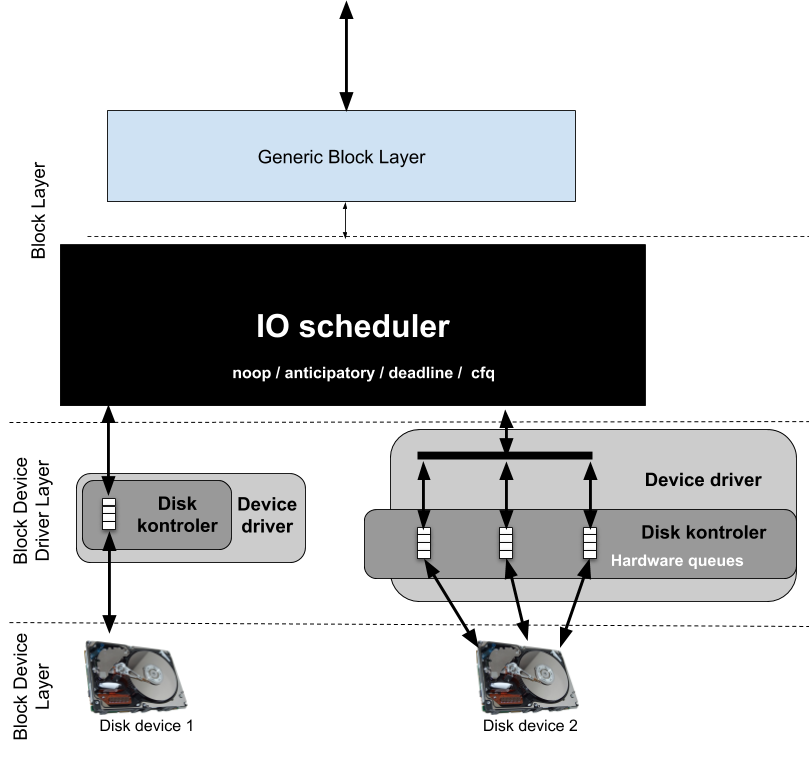 Generic Block Layer
Block Layer
IO scheduler
noop / anticipatory / deadline / cfq
Block Device
Driver Layer
Disk
kontroler
Device
driver
Device driver
Disk kontroler
Hardware queues
Block Device
Layer
Disk device 1
Disk device 2